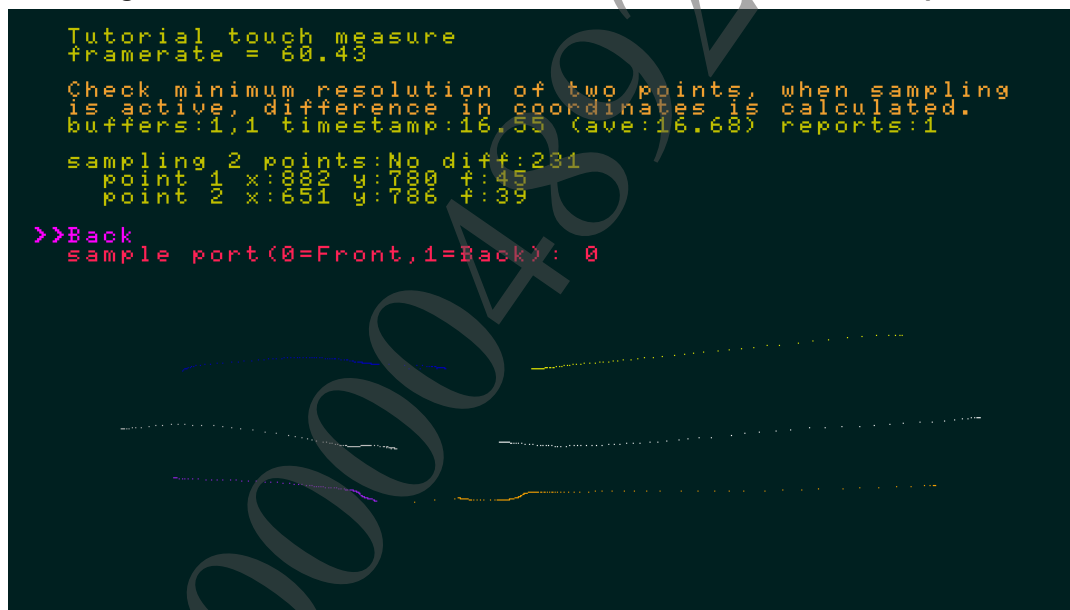 Tutorial touch measure
framerate = 60.43
Check minimum resolution of two points, when sampling
is active, difference in coordinates is calculated.
buffers:1,1 timestamp:16.55 (ave:16.68) reports:1
sampling 2 points:No diff:231
point 1 x:882 y:780 f:45
point 2 x:651 y:786 f:39
>>Back
sample port(0=Front,1=Back): 0